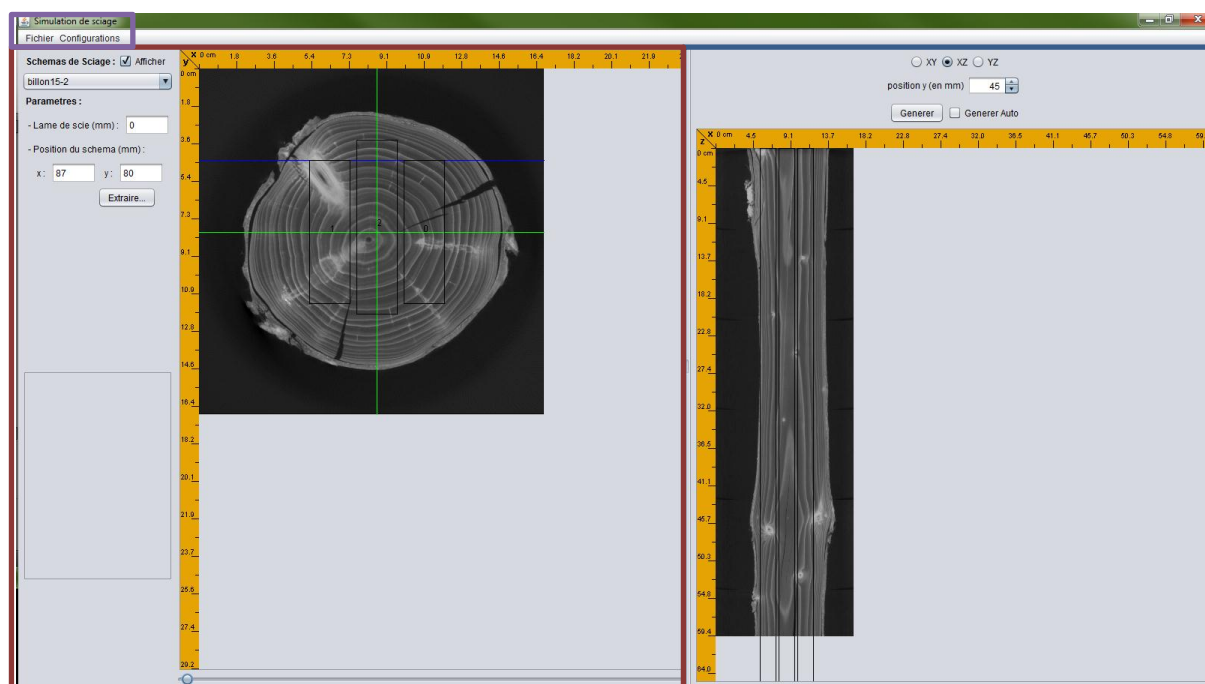 Simulation de sciage
Fichier Configurations
Schemas de Sciage : Afficher
billon15-2
Parametres :
- Lame de scie (mm) : 0
- Position du schema (mm) :
x : 87 y : 80
Extraire...
X 0 cm 1.8 3.6 5.4 7.3 9.1 10.9 12.8 14.6 16.4 18.2 20.1 21.9
y
0 cm
1.8
3.6
5.4
7.3
9.1
10.9
12.8
14.6
16.4
18.2
20.1
21.9
23.7
25.6
27.4
29.2
1 2 0
XY XZ YZ
position y (en mm) 45
Generer Generer Auto
X 0 cm 4.5 9.1 13.7 18.2 22.8 27.4 32.0 36.5 41.1 45.7 50.3 54.8 59.
z
0 cm
4.5
9.1
13.7
18.2
22.8
27.4
32.0
36.5
41.1
45.7
50.3
54.8
59.4
64.0